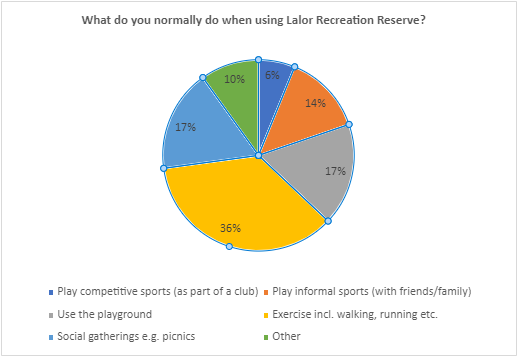 What do you normally do when using Lalor Recreation Reserve?
6%
14%
17%
36%
17%
10%
Play competitive sports (as part of a club)
Play informal sports (with friends/family)
Use the playground
Exercise incl. walking, running etc.
Social gatherings e.g. picnics
Other